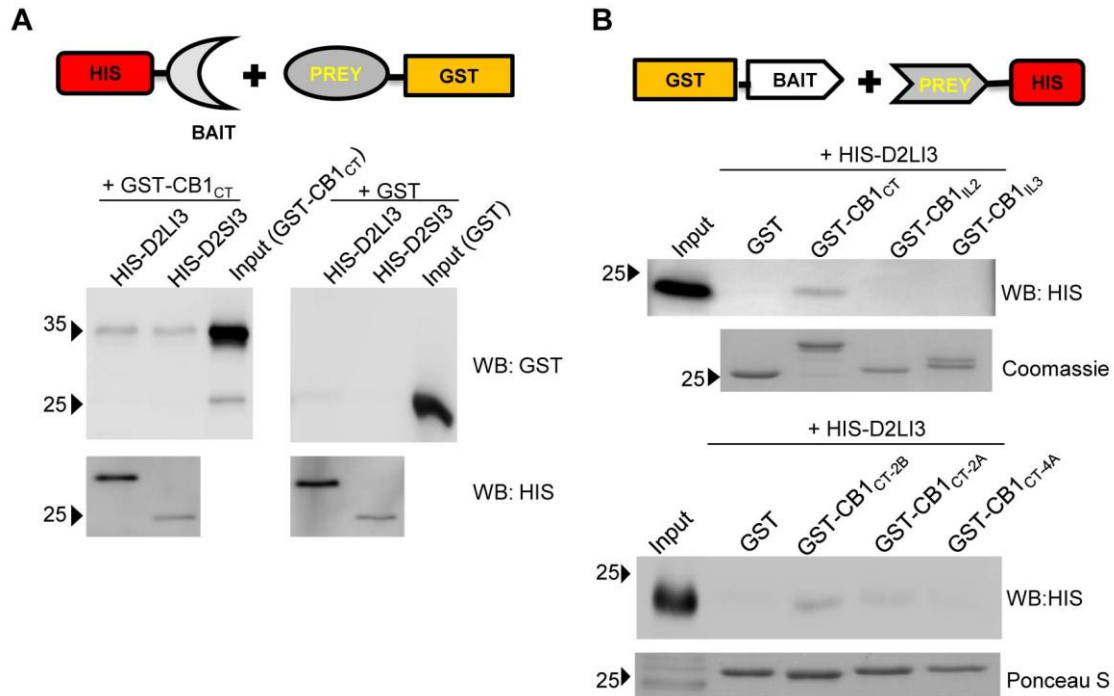 A
HIS
BAIT
PREY
GST
+ GST-CB1CT
+ GST
HIS-D2LI3
HIS-D2SI3
Input (GST-CB1CT)
HIS-D2LI3
HIS-D2SI3
Input (GST)
35
25
WB: GST
25
WB: HIS
B
GST
BAIT
PREY
HIS
+ HIS-D2LI3
Input
GST
GST-CB1CT
GST-CB1IL2
GST-CB1IL3
25
WB: HIS
25
Coomassie
+ HIS-D2LI3
Input
GST
GST-CB1CT-2B
GST-CB1CT-2A
GST-CB1CT-4A
25
WB:HIS
25
Ponceau S